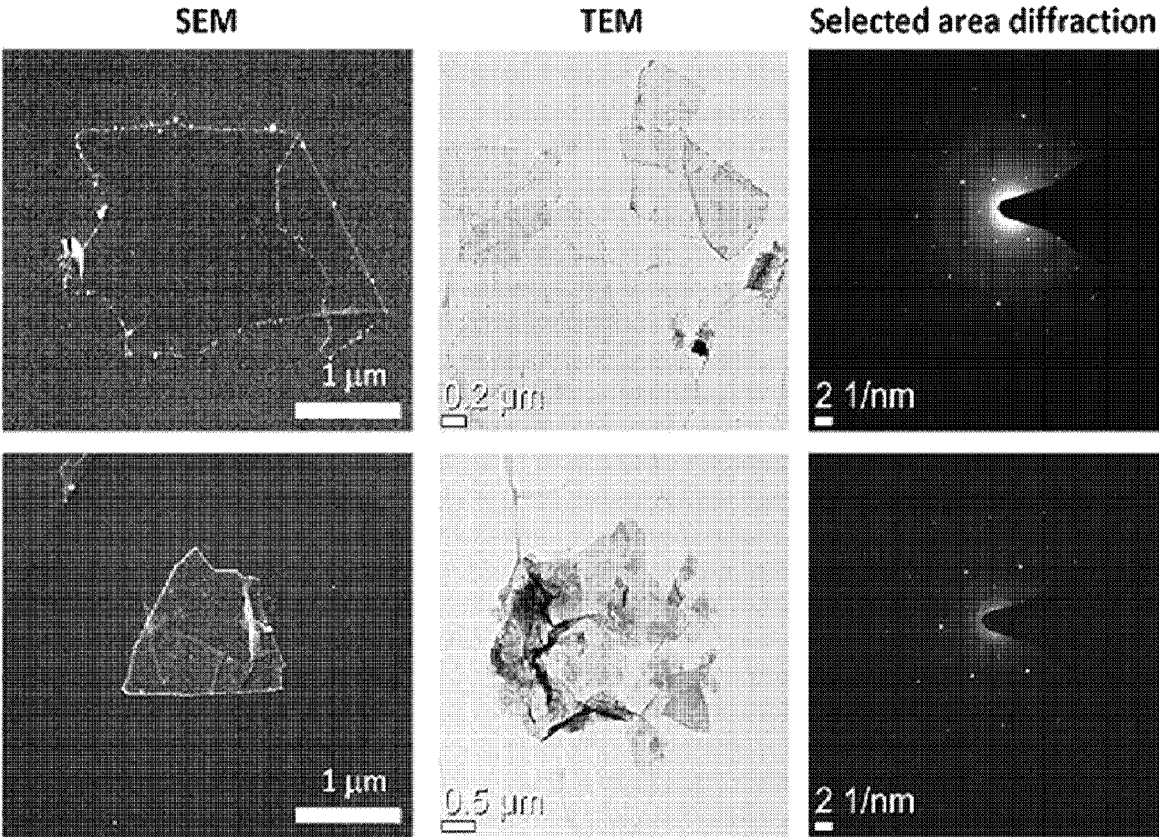 SEM TEM Selected area diffraction
1 μm 0.2 μm 2 1/nm
1 μm 0.5 μm 2 1/nm